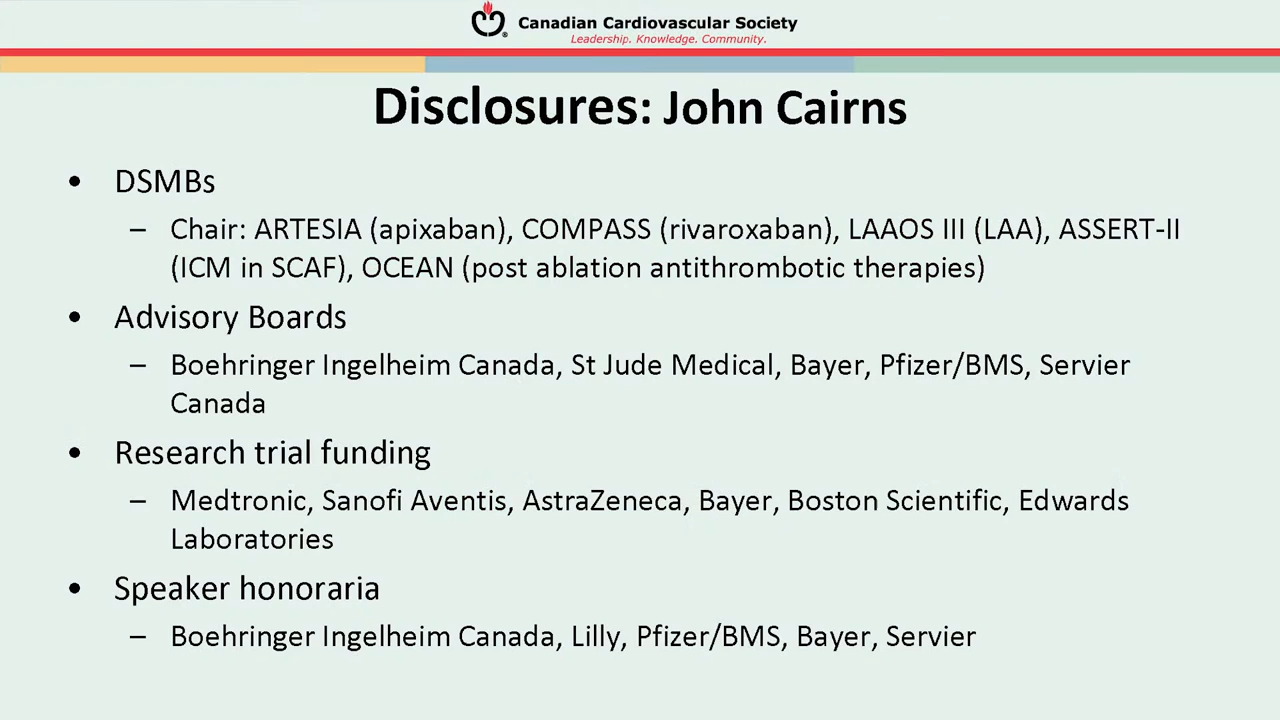 Canadian Cardiovascular Society
Leadership. Knowledge. Community.
Disclosures: John Cairns
• DSMBs
– Chair: ARTESIA (apixaban), COMPASS (rivaroxaban), LAAOS III (LAA), ASSERT-II
(ICM in SCAF), OCEAN (post ablation antithrombotic therapies)
• Advisory Boards
– Boehringer Ingelheim Canada, St Jude Medical, Bayer, Pfizer/BMS, Servier
Canada
• Research trial funding
– Medtronic, Sanofi Aventis, AstraZeneca, Bayer, Boston Scientific, Edwards
Laboratories
• Speaker honoraria
– Boehringer Ingelheim Canada, Lilly, Pfizer/BMS, Bayer, Servier